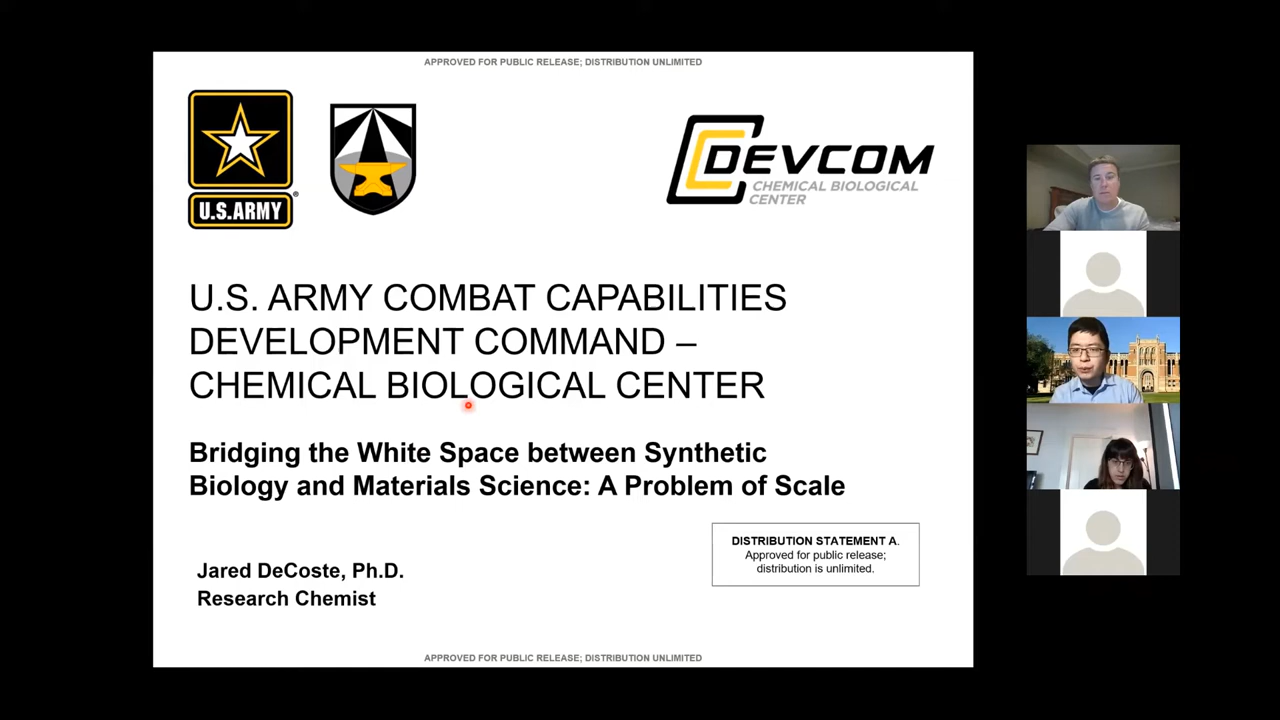 APPROVED FOR PUBLIC RELEASE; DISTRIBUTION UNLIMITED
U.S.ARMY
DEVCOM
CHEMICAL BIOLOGICAL
CENTER
U.S. ARMY COMBAT CAPABILITIES
DEVELOPMENT COMMAND –
CHEMICAL BIOLOGICAL CENTER
Bridging the White Space between Synthetic
Biology and Materials Science: A Problem of Scale
DISTRIBUTION STATEMENT A.
Approved for public release;
distribution is unlimited.
Jared DeCoste, Ph.D.
Research Chemist
APPROVED FOR PUBLIC RELEASE; DISTRIBUTION UNLIMITED